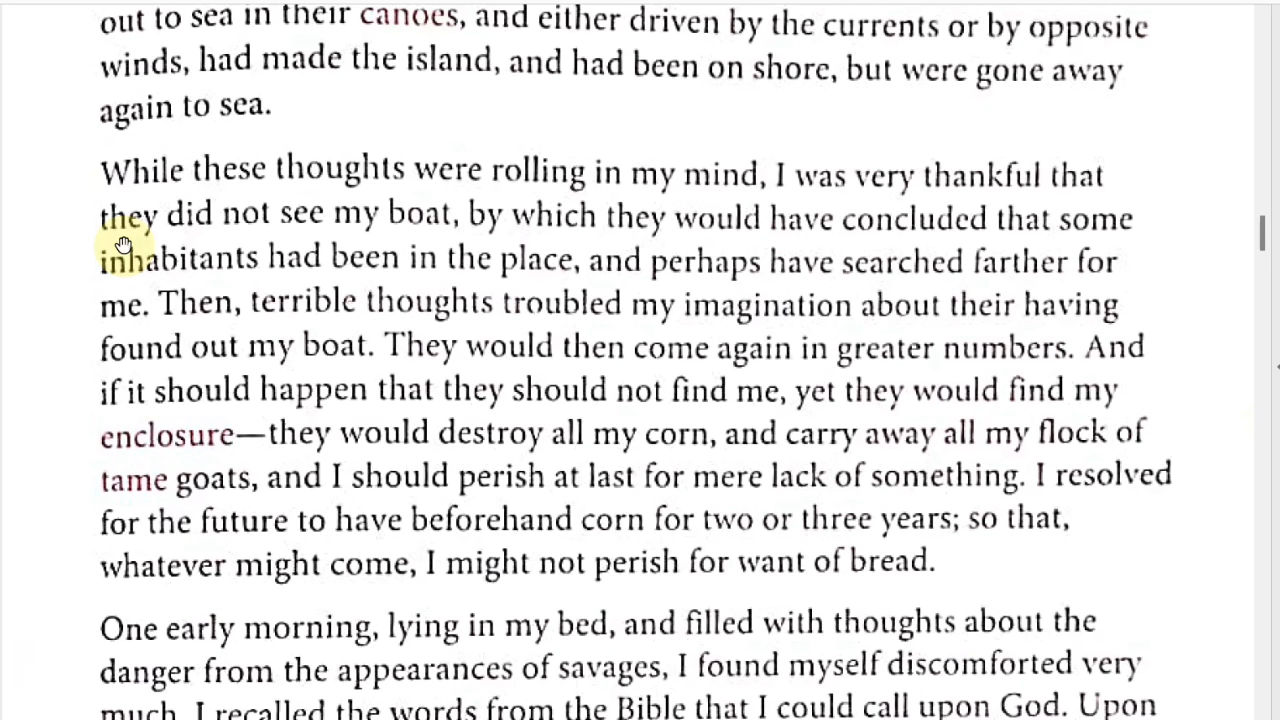 out to sea in their canoes, and either driven by the currents or by opposite
winds, had made the island, and had been on shore, but were gone away
again to sea.
While these thoughts were rolling in my mind, I was very thankful that
they did not see my boat, by which they would have concluded that some
inhabitants had been in the place, and perhaps have searched farther for
me. Then, terrible thoughts troubled my imagination about their having
found out my boat. They would then come again in greater numbers. And
if it should happen that they should not find me, yet they would find my
enclosure—they would destroy all my corn, and carry away all my flock of
tame goats, and I should perish at last for mere lack of something. I resolved
for the future to have beforehand corn for two or three years; so that,
whatever might come, I might not perish for want of bread.
One early morning, lying in my bed, and filled with thoughts about the
danger from the appearances of savages, I found myself discomforted very
much. I recalled the words from the Bible that I could call upon God. Upon